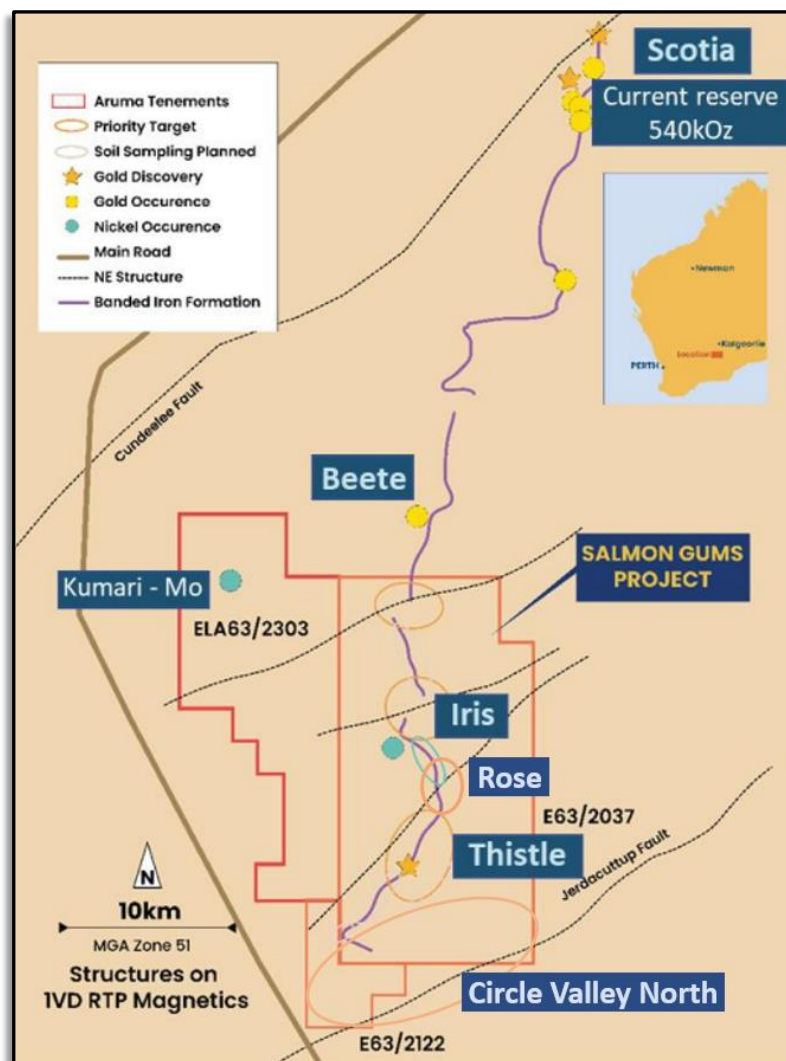 Scotia
Current reserve
540kOz
Aruma Tenements
Priority Target
Soil Sampling Planned
Gold Discovery
Gold Occurence
Nickel Occurence
Main Road
NE Structure
Banded Iron Formation
Newman
Kalgoorlie
Location
PERTH
Cundeelee Fault
Beete
SALMON GUMS
PROJECT
Kumari - Mo
ELA63/2303
Iris
Rose
E63/2037
Thistle
Jerdacuttup Fault
N
10km
MGA Zone 51
Structures on
1VD RTP Magnetics
Circle Valley North
E63/2122